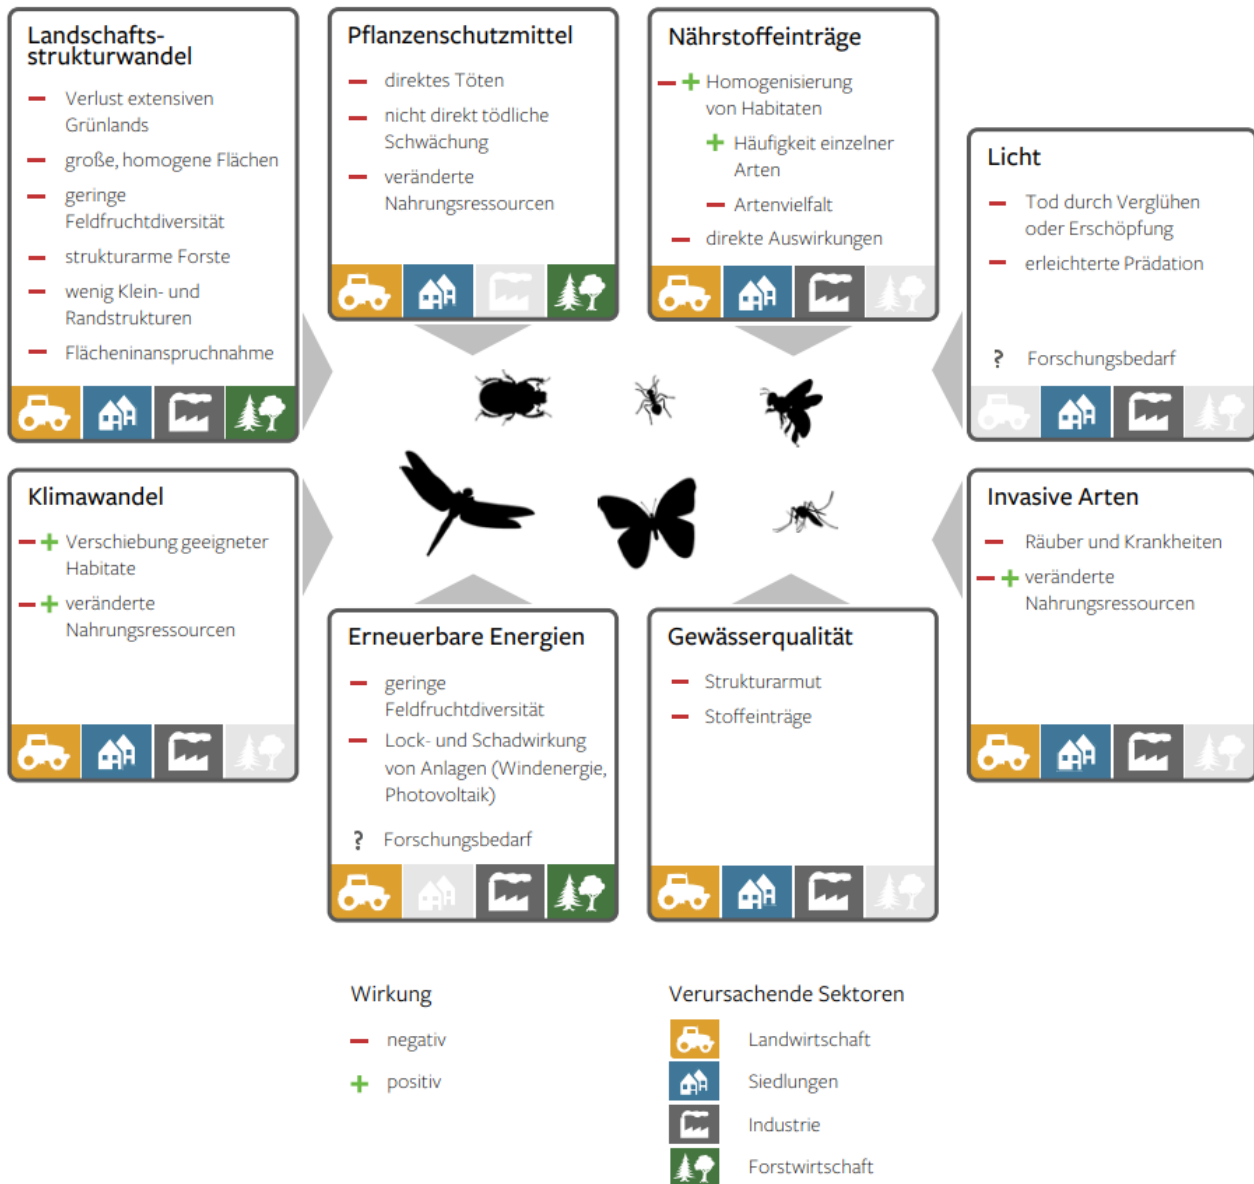 Landschafts-
strukturwandel
− Verlust extensiven
Grünlands
− große, homogene Flächen
− geringe
Feldfruchtdiversität
− strukturarme Forste
− wenig Klein- und
Randstrukturen
− Flächeninanspruchnahme
Pflanzenschutzmittel
− direktes Töten
− nicht direkt tödliche
Schwächung
− veränderte
Nahrungsressourcen
Nährstoffeinträge
− + Homogenisierung
von Habitaten
+ Häufigkeit einzelner
Arten
− Artenvielfalt
− direkte Auswirkungen
Licht
− Tod durch Verglühen
oder Erschöpfung
− erleichterte Prädation
? Forschungsbedarf
Klimawandel
− + Verschiebung geeigneter
Habitate
− + veränderte
Nahrungsressourcen
Erneuerbare Energien
− geringe
Feldfruchtdiversität
− Lock- und Schadwirkung
von Anlagen (Windenergie,
Photovoltaik)
? Forschungsbedarf
Gewässerqualität
− Strukturarmut
− Stoffeinträge
Invasive Arten
− Räuber und Krankheiten
− + veränderte
Nahrungsressourcen
Wirkung
− negativ
+ positiv
Verursachende Sektoren
Landwirtschaft
Siedlungen
Industrie
Forstwirtschaft